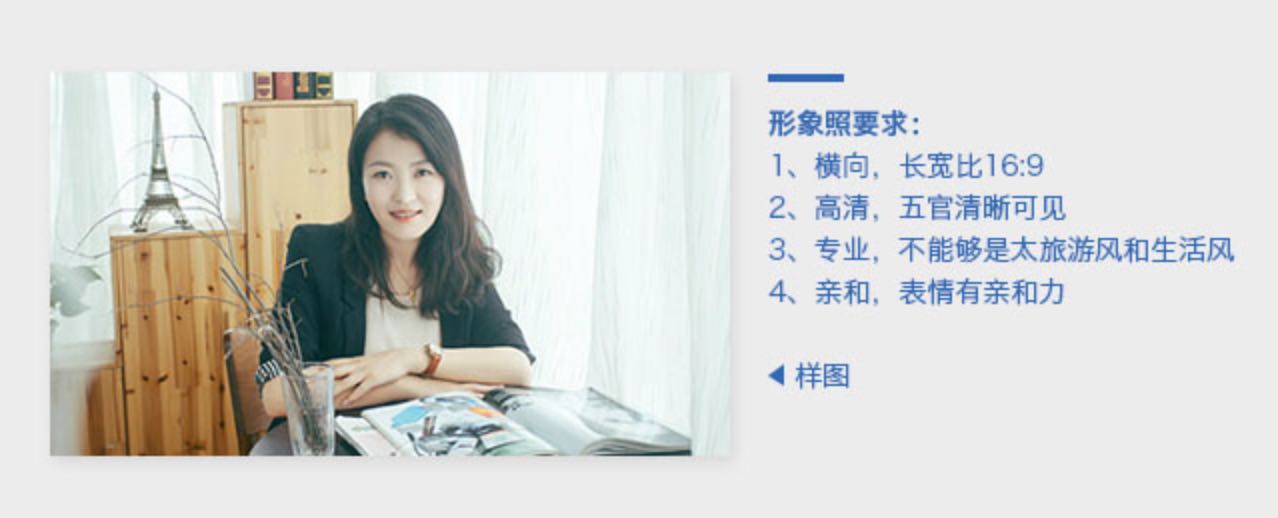 形象照要求：
1、横向，长宽比16:9
2、高清，五官清晰可见
3、专业，不能够是太旅游风和生活风
4、亲和，表情有亲和力
样图